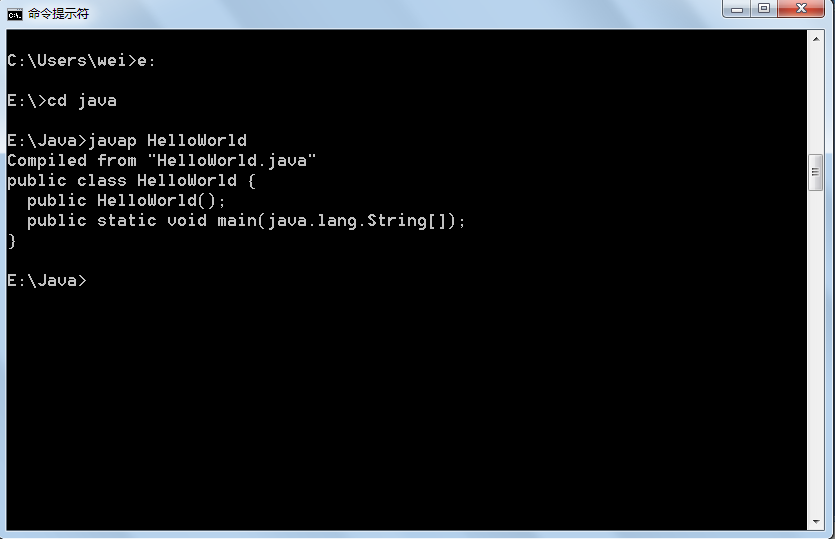 命令提示符
C:\Users\wei>e:
E:\>cd java
E:\Java>javap HelloWorld
Compiled from "HelloWorld.java"
public class HelloWorld {
  public HelloWorld();
  public static void main(java.lang.String[]);
}
E:\Java>